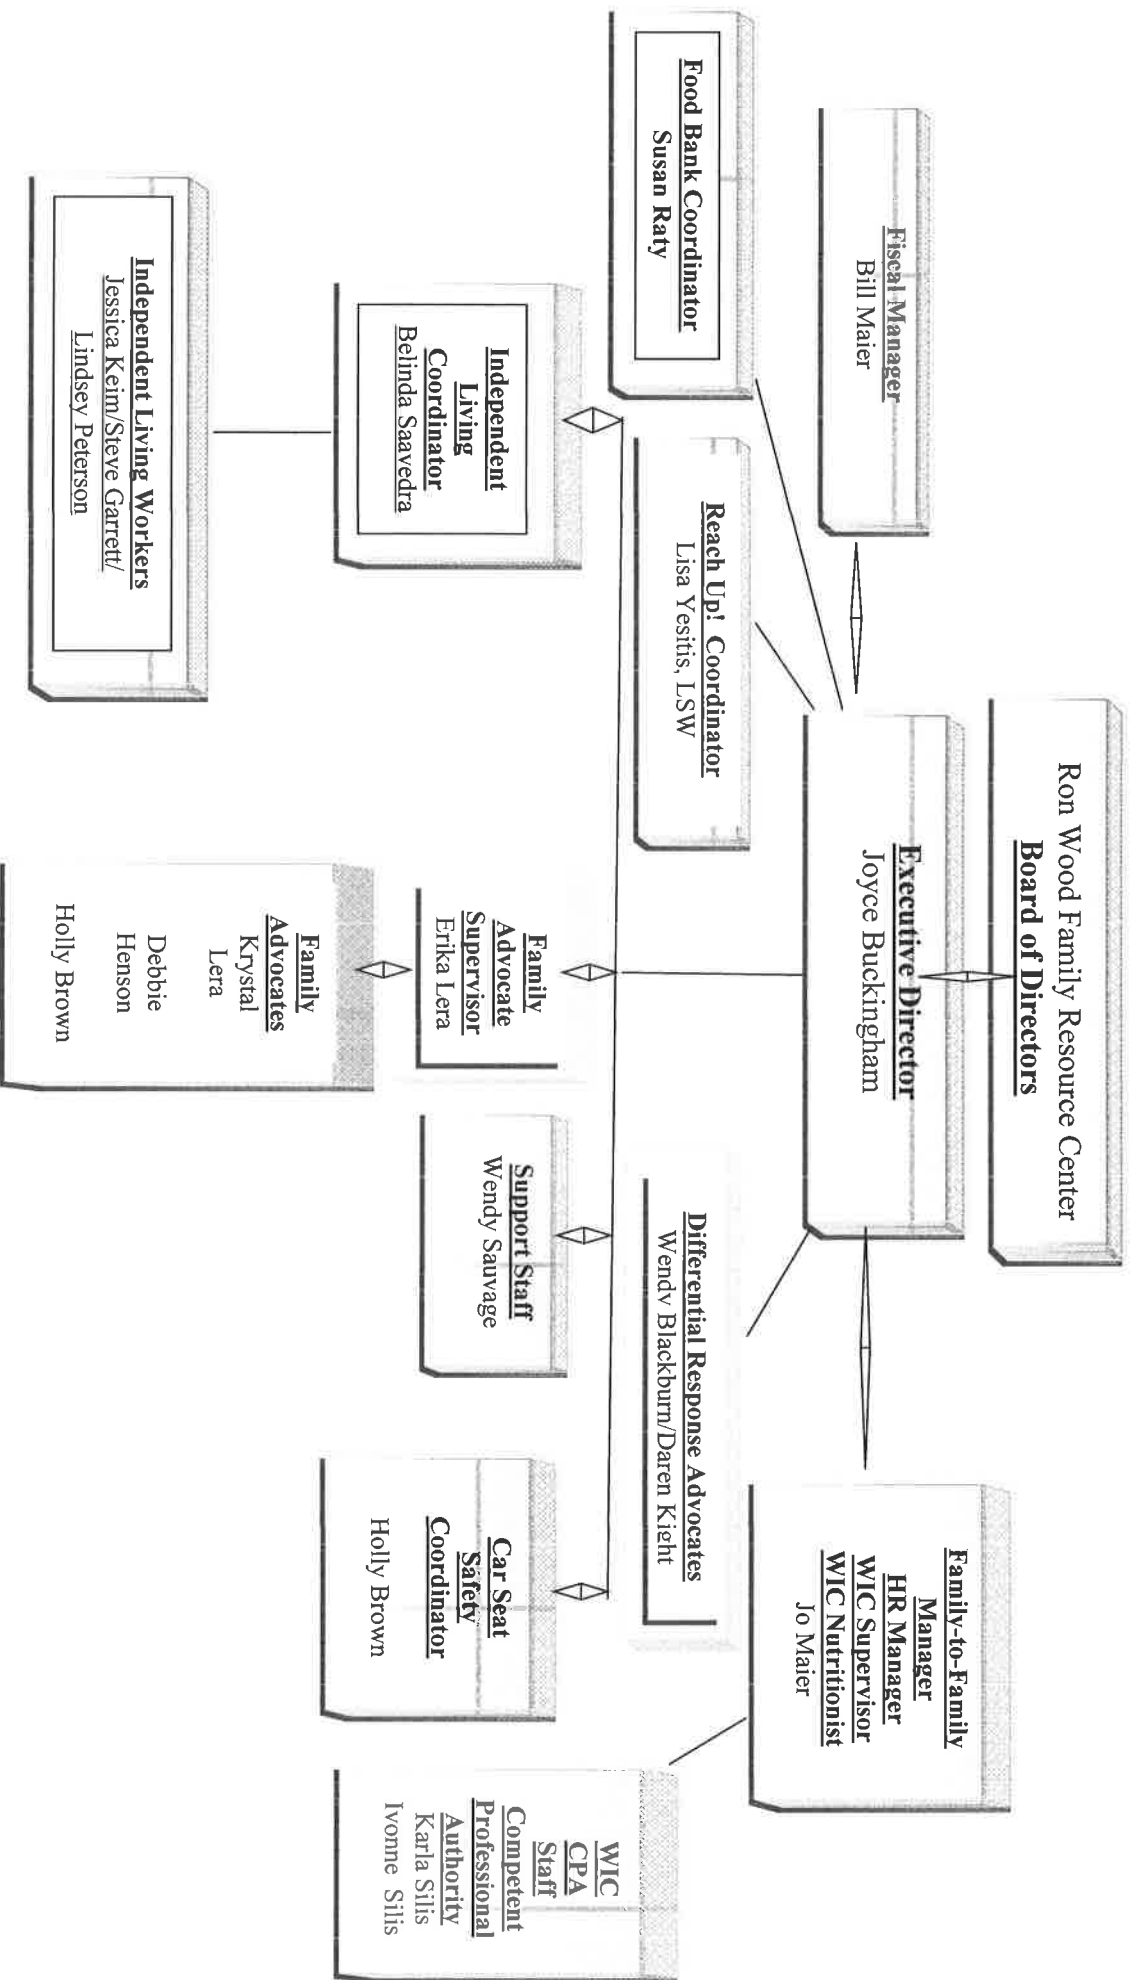 Ron Wood Family Resource Center
Board of Directors
Executive Director
Joyce Buckingham
Fiscal Manager
Bill Maier
Family-to-Family
Manager
HR Manager
WIC Supervisor
WIC Nutritionist
Jo Maier
Food Bank Coordinator
Susan Raty
Reach Up!  Coordinator
Lisa Yesitis, LSW
Differential Response Advocates
Wendy Blackburn/Daren Kight
WIC
CPA
Staff
Competent
Professional
Authority
Karla Silis
Ivonne Silis
Independent
Living
Coordinator
Belinda Saavedra
Family
Advocate
Supervisor
Erika Lera
Support Staff
Wendy Sauvage
Car Seat
Safety
Coordinator
Holly Brown
Independent Living Workers
Jessica Keim/Steve Garrett/
Lindsey Peterson
Family
Advocates
Krystal
Lera
Debbie
Henson
Holly Brown